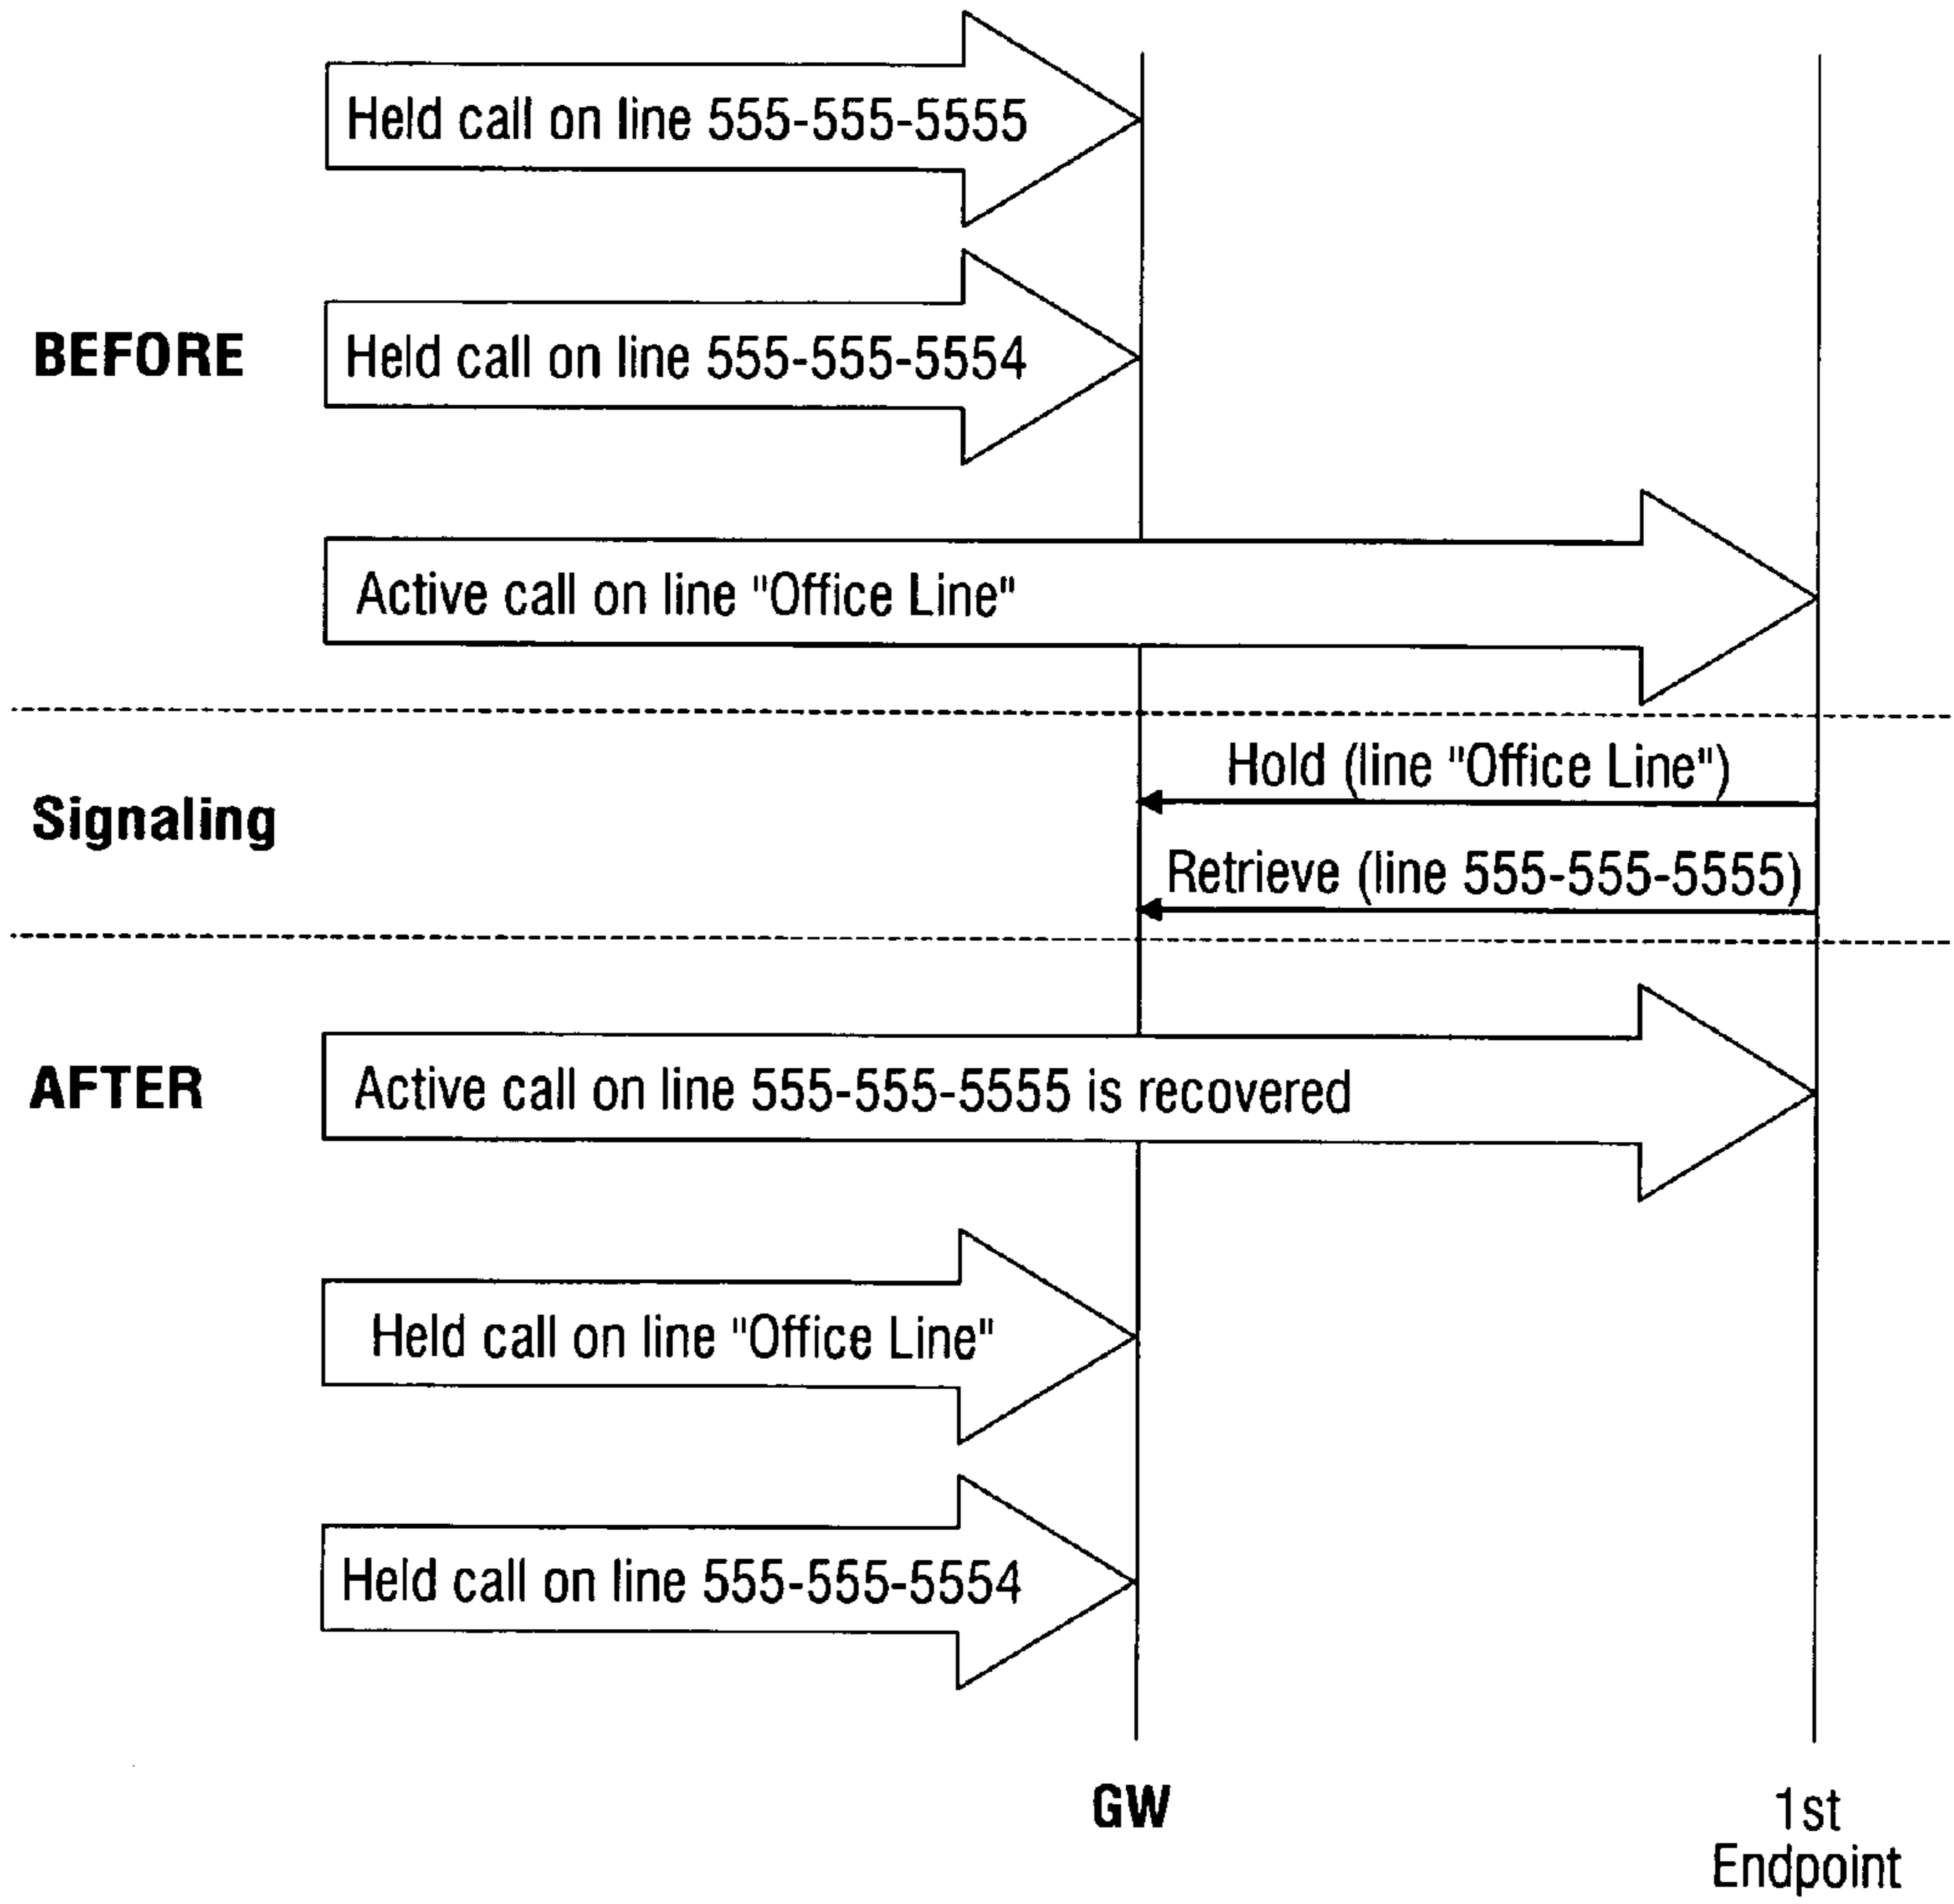 Held call on line 555-555-5555
BEFORE
Held call on line 555-555-5554
Active call on line "Office Line"
Hold (line "Office Line")
Signaling
Retrieve (line 555-555-5555)
AFTER
Active call on line 555-555-5555 is recovered
Held call on line "Office Line"
Held call on line 555-555-5554
GW
1st
Endpoint